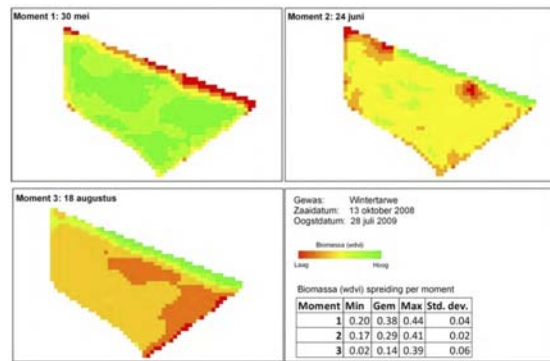 Moment 1: 30 mei
Moment 2: 24 juni
Moment 3: 18 augustus
Gewas: Wintertarwe
Zaaidatum: 13 oktober 2008
Oogstdatum: 28 juli 2009
Biomassa (wdvi)
Laag Hoog
Biomassa (wdvi) spreiding per moment
Moment Min Gem Max Std. dev.
1 0.20 0.38 0.44 0.04
2 0.17 0.29 0.41 0.02
3 0.02 0.14 0.39 0.06